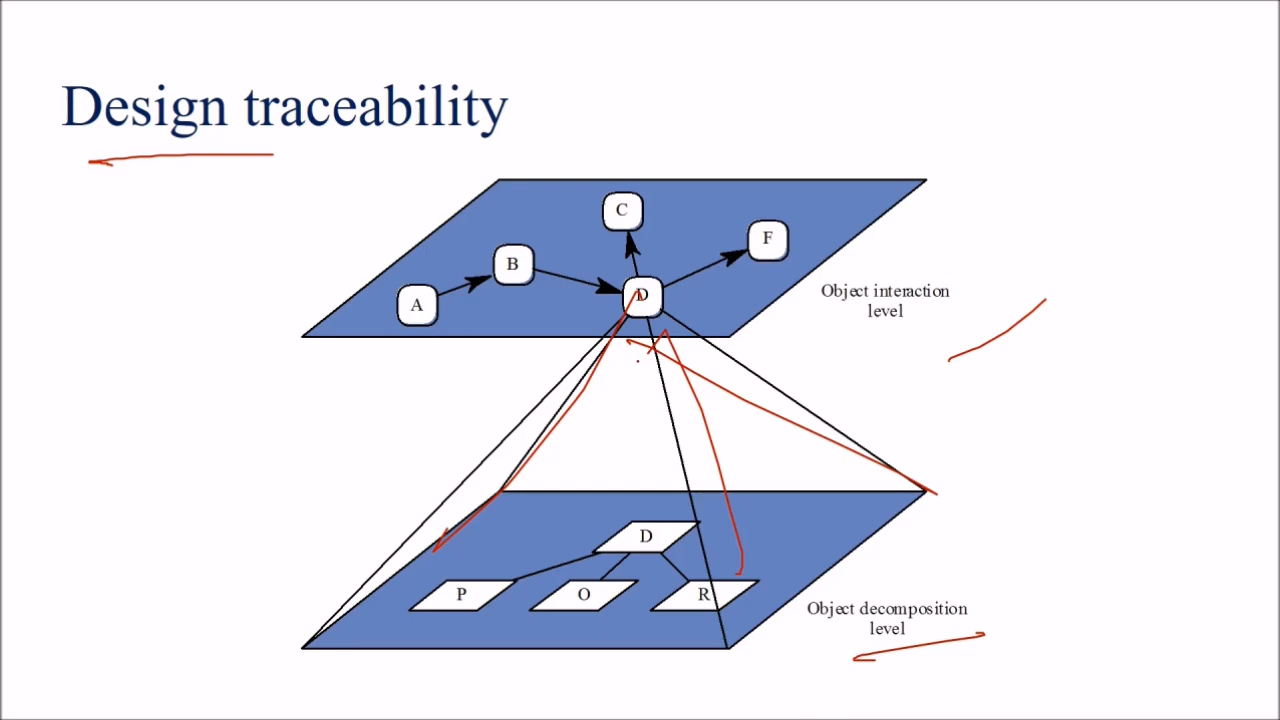 Design traceability
C
F
B
D
A
Object interaction
level
D
P
O
R
Object decomposition
level